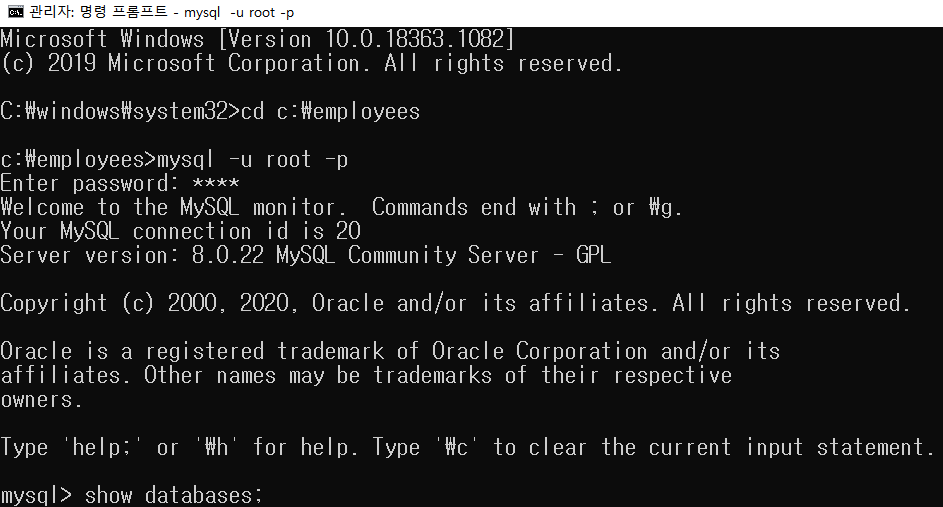 관리자: 명령 프롬프트 - mysql  -u root -p
Microsoft Windows [Version 10.0.18363.1082]
(c) 2019 Microsoft Corporation. All rights reserved.
C:₩windows₩system32>cd c:₩employees
c:₩employees>mysql -u root -p
Enter password: ****
Welcome to the MySQL monitor.  Commands end with ; or ₩g.
Your MySQL connection id is 20
Server version: 8.0.22 MySQL Community Server - GPL
Copyright (c) 2000, 2020, Oracle and/or its affiliates. All rights reserved.
Oracle is a registered trademark of Oracle Corporation and/or its
affiliates. Other names may be trademarks of their respective
owners.
Type 'help;' or '₩h' for help. Type '₩c' to clear the current input statement.
mysql> show databases;